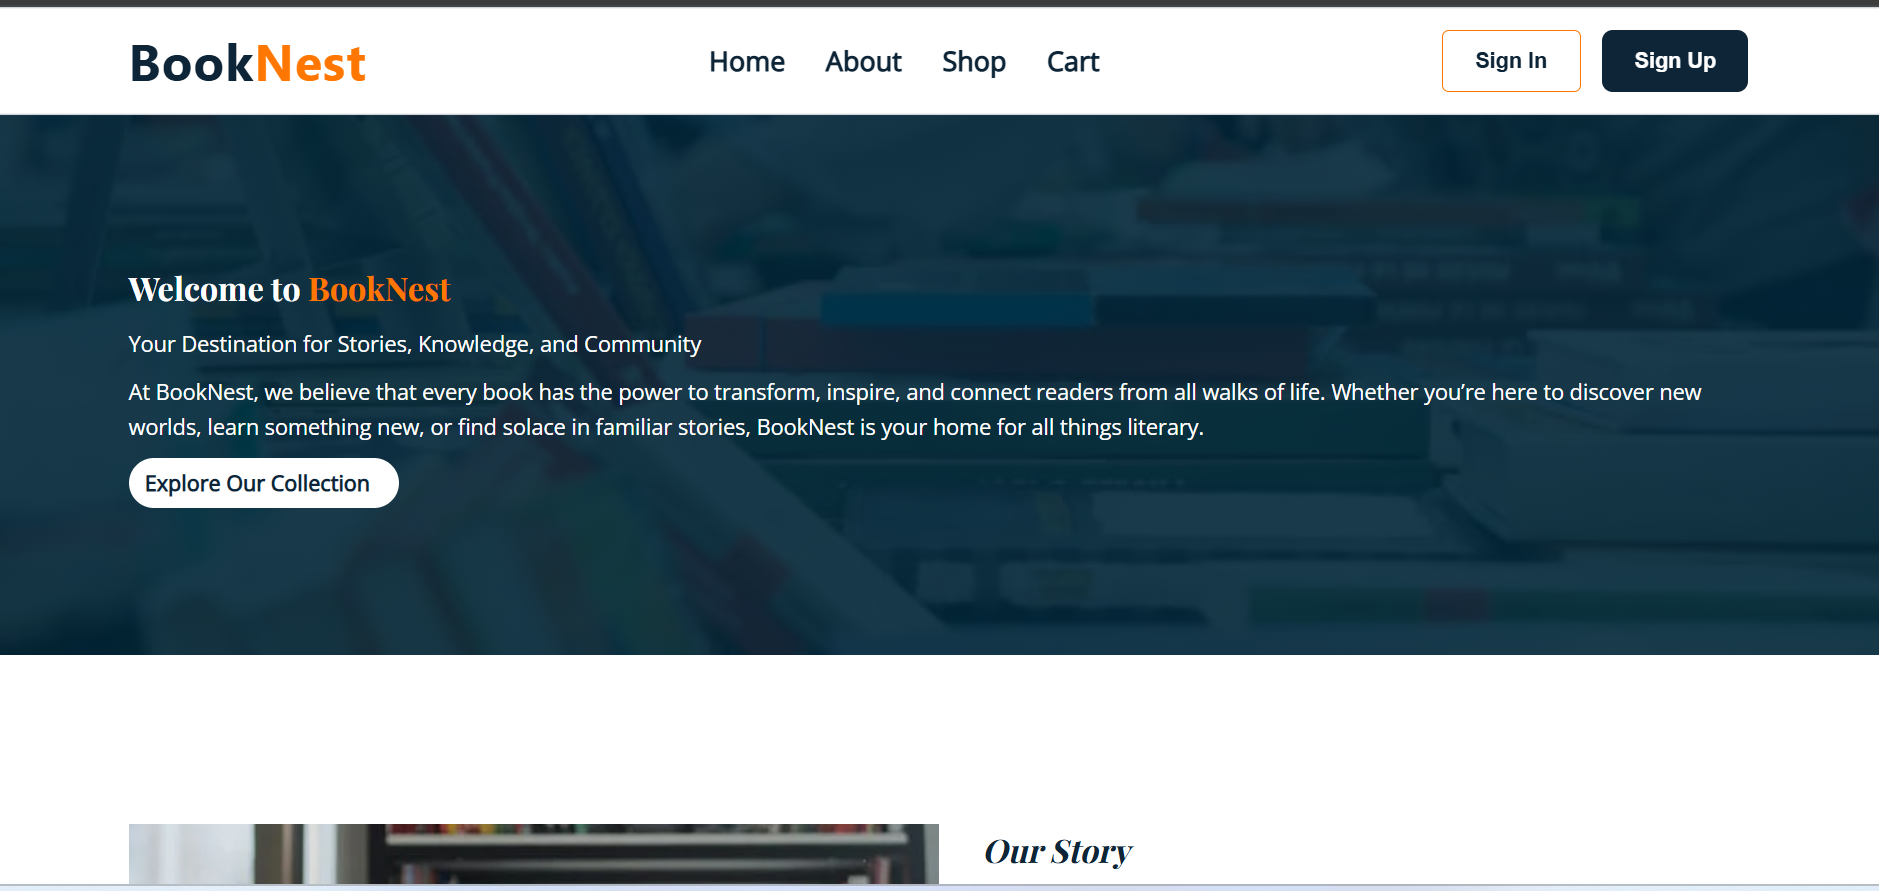 BookNest
Home About Shop Cart
Sign In Sign Up
Welcome to BookNest
Your Destination for Stories, Knowledge, and Community
At BookNest, we believe that every book has the power to transform, inspire, and connect readers from all walks of life. Whether you’re here to discover new
worlds, learn something new, or find solace in familiar stories, BookNest is your home for all things literary.
Explore Our Collection
Our Story